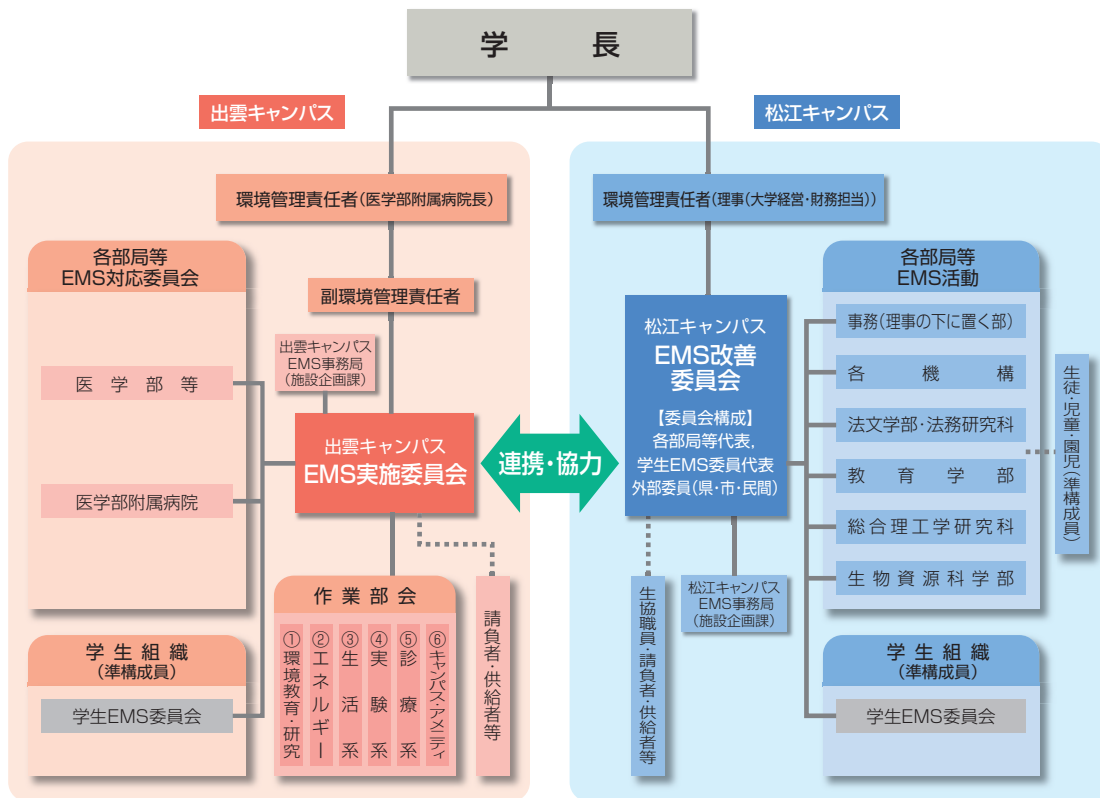 学長
出雲キャンパス
松江キャンパス
環境管理責任者(医学部附属病院長)
環境管理責任者(理事(大学経営・財務担当))
各部局等
EMS対応委員会
医学部等
医学部附属病院
学生組織
(準構成員)
学生EMS委員会
副環境管理責任者
出雲キャンパス
EMS事務局
(施設企画課)
出雲キャンパス
EMS実施委員会
作業部会
①環境教育・研究
②エネルギー
③生活系
④実験系
⑤診療系
⑥キャンパス・アメニティ
請負者・供給者等
連携・協力
松江キャンパス
EMS改善
委員会
【委員会構成】
各部局等代表,
学生EMS委員代表
外部委員(県・市・民間)
生協職員・請負者・供給者等
松江キャンパス
EMS事務局
(施設企画課)
各部局等
EMS活動
事務(理事の下に置く部)
各機構
法文学部・法務研究科
教育学部
総合理工学研究科
生物資源科学部
生徒・児童・園児(準構成員)
学生組織
(準構成員)
学生EMS委員会